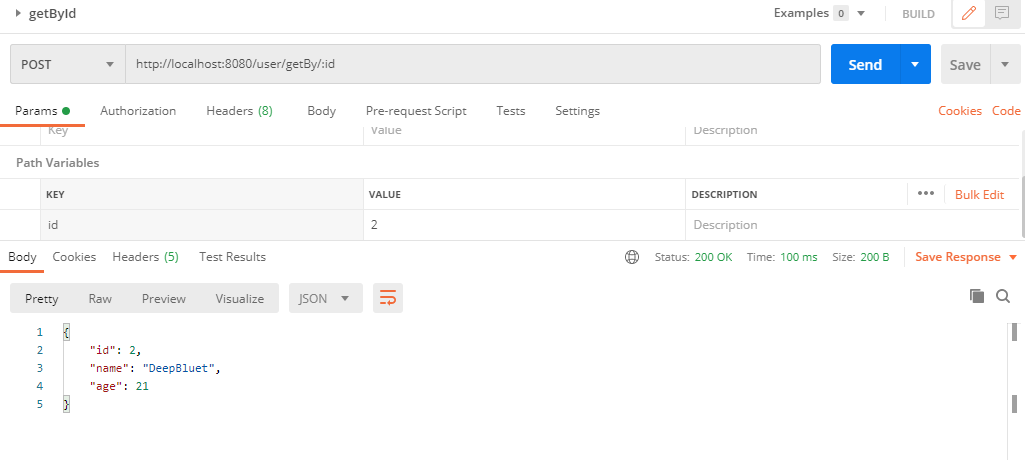 getById Examples 0 BUILD
POST http://localhost:8080/user/getBy/:id Send Save
Params Authorization Headers (8) Body Pre-request Script Tests Settings Cookies Code
Key Value Description
Path Variables
KEY VALUE DESCRIPTION ••• Bulk Edit
id 2 Description
Body Cookies Headers (5) Test Results Status: 200 OK Time: 100 ms Size: 200 B Save Response
Pretty Raw Preview Visualize JSON
1 {
2 "id": 2,
3 "name": "DeepBluet",
4 "age": 21
5 }